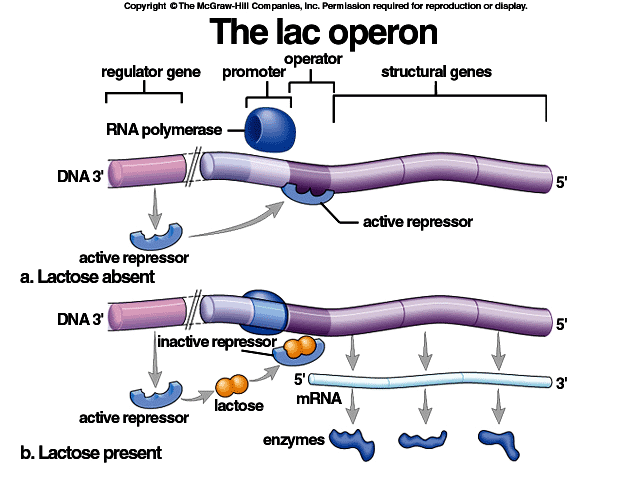 Copyright © The McGraw-Hill Companies, Inc. Permission required for reproduction or display.
The lac operon
regulator gene
promoter
operator
structural genes
RNA polymerase
DNA 3'
5'
active repressor
active repressor
a. Lactose absent
DNA 3'
5'
inactive repressor
5'
3'
mRNA
lactose
active repressor
enzymes
b. Lactose present